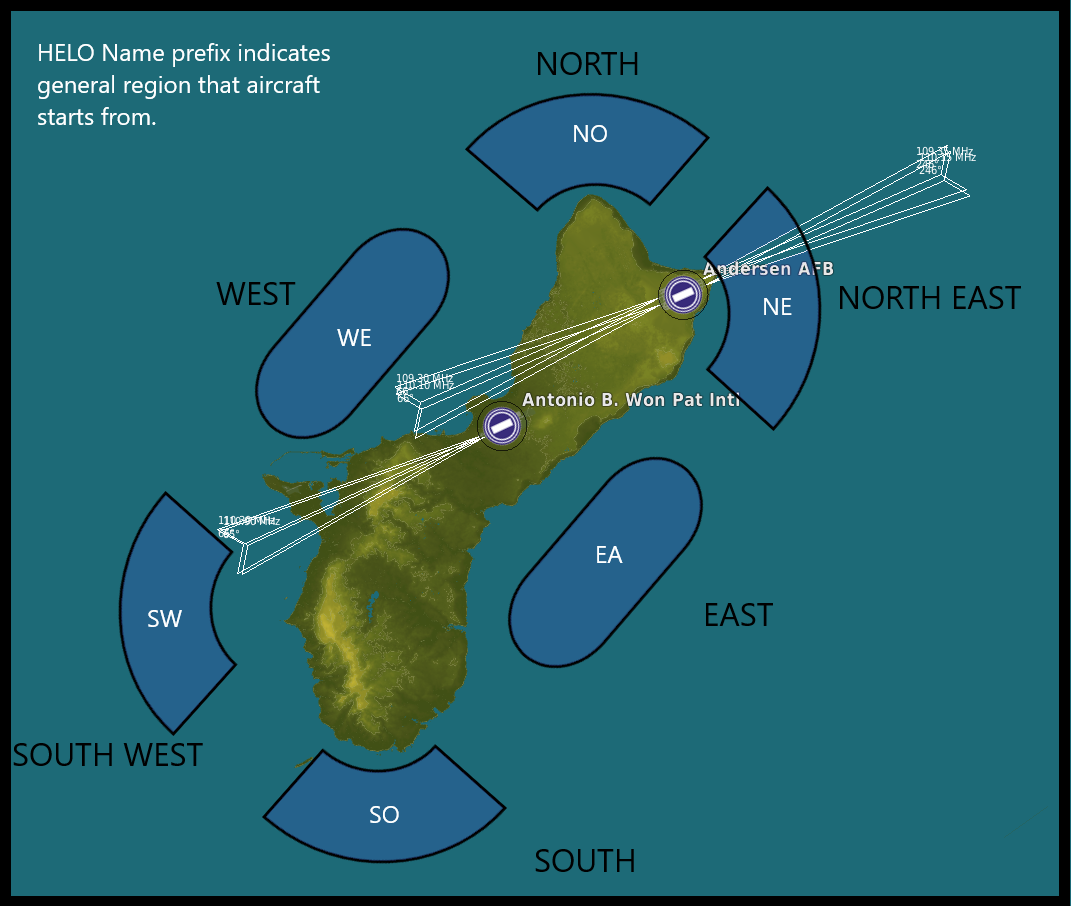 HELO Name prefix indicates
general region that aircraft
starts from.
NORTH
NO
109.35 MHz
246°
Andersen AFB
WEST
NE
NORTH EAST
WE
109.30 MHz
110.10 MHz
66°
Antonio B. Won Pat Intl
110.30 MHz
110.90 MHz
65°
EA
SW
EAST
SOUTH WEST
SO
SOUTH